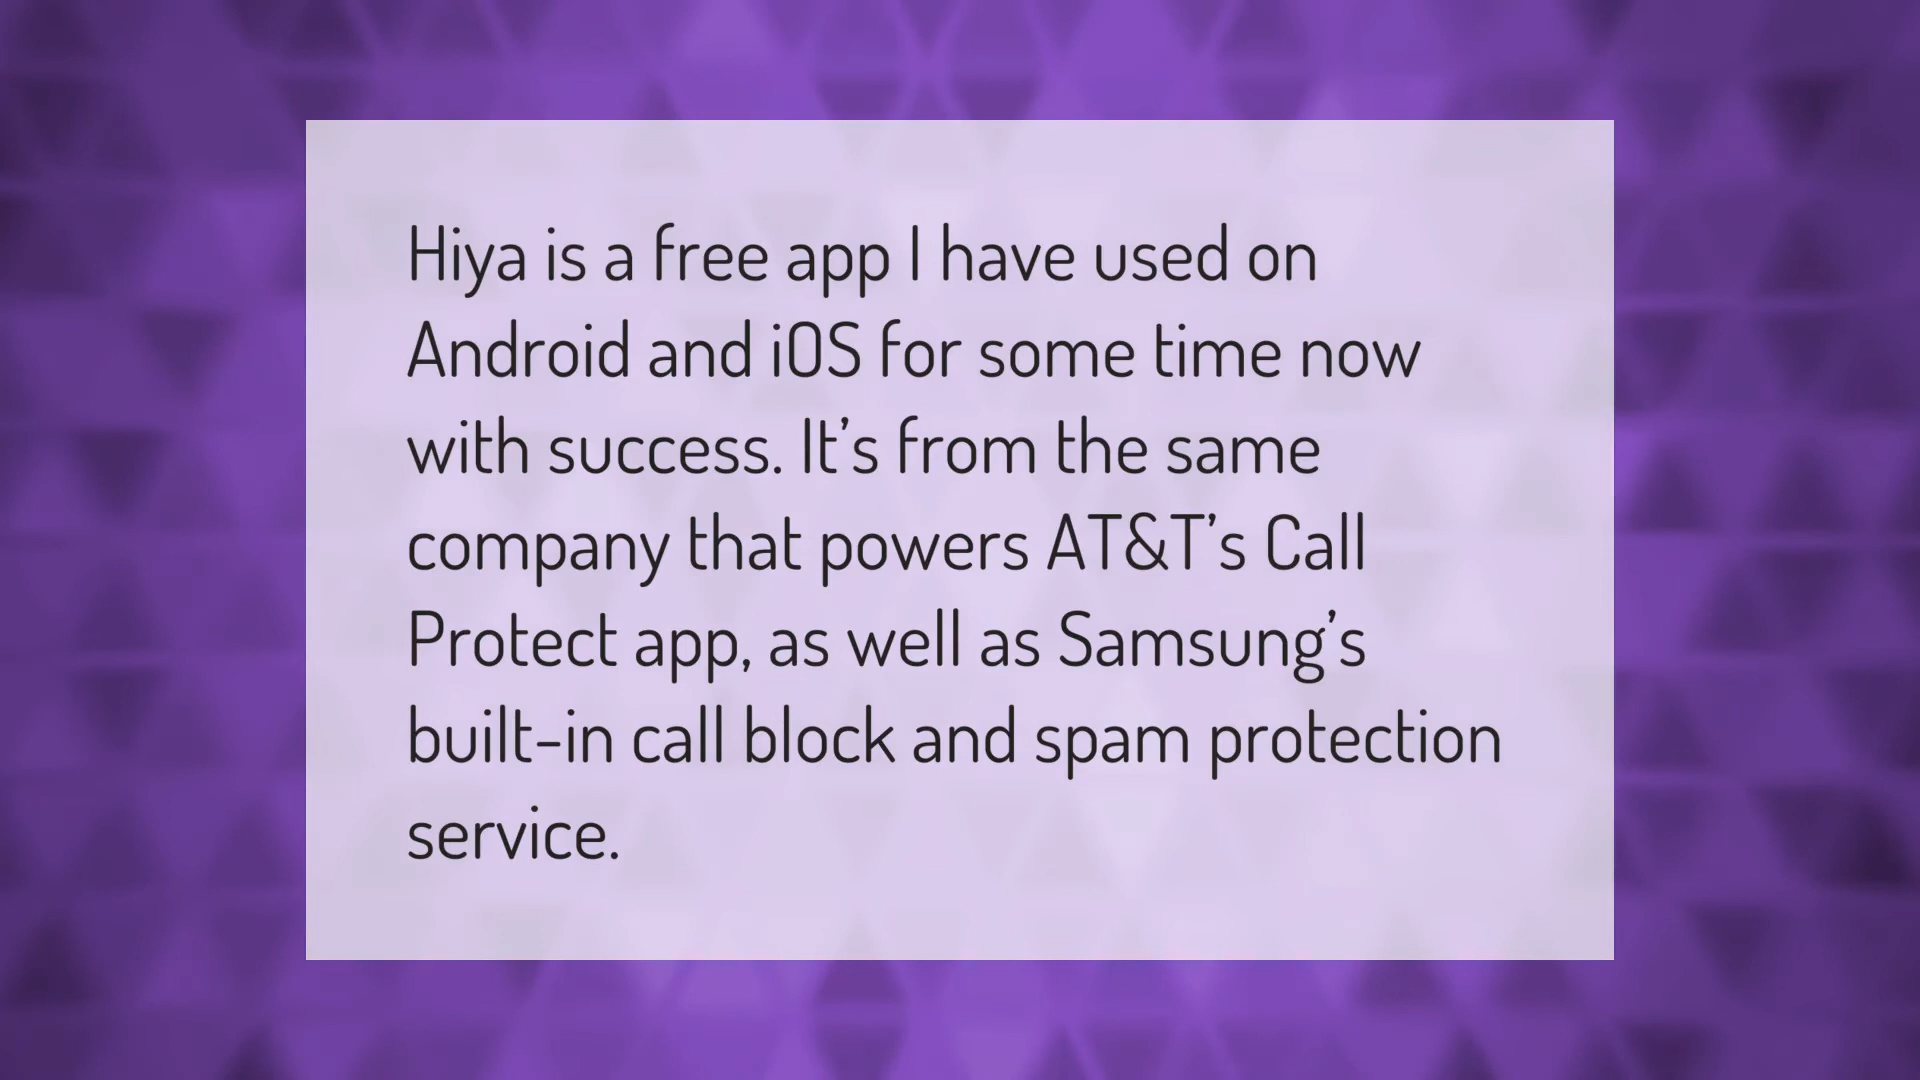 Hiya is a free app I have used on
Android and iOS for some time now
with success. It’s from the same
company that powers AT&T’s Call
Protect app, as well as Samsung’s
built-in call block and spam protection
service.